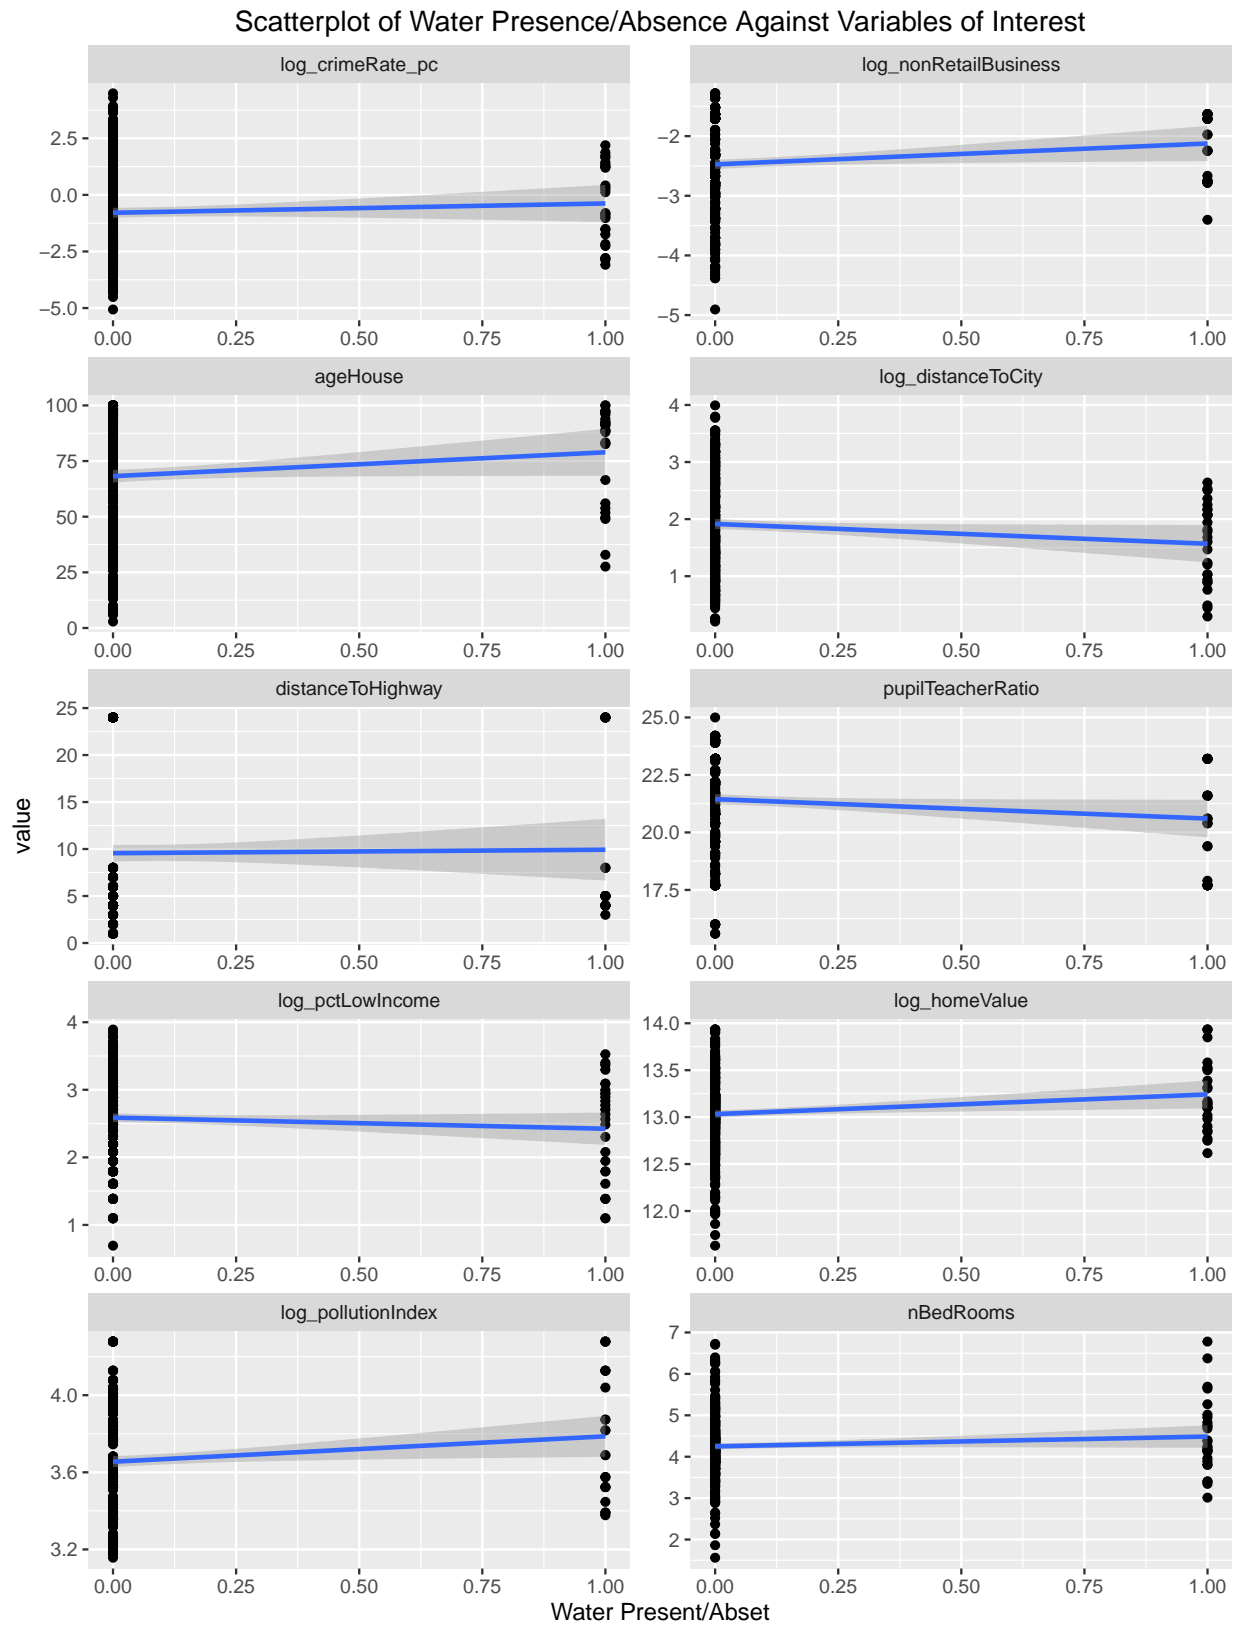 Scatterplot of Water Presence/Absence Against Variables of Interest
log_crimeRate_pc
log_nonRetailBusiness
2.5
0.0
−2.5
−5.0
−2
−3
−4
−5
0.00 0.25 0.50 0.75 1.00
0.00 0.25 0.50 0.75 1.00
ageHouse
log_distanceToCity
100
75
50
25
0
4
3
2
1
0.00 0.25 0.50 0.75 1.00
0.00 0.25 0.50 0.75 1.00
distanceToHighway
pupilTeacherRatio
25
20
15
10
5
0
25.0
22.5
20.0
17.5
value
0.00 0.25 0.50 0.75 1.00
0.00 0.25 0.50 0.75 1.00
log_pctLowIncome
log_homeValue
4
3
2
1
14.0
13.5
13.0
12.5
12.0
0.00 0.25 0.50 0.75 1.00
0.00 0.25 0.50 0.75 1.00
log_pollutionIndex
nBedRooms
4.0
3.6
3.2
7
6
5
4
3
2
0.00 0.25 0.50 0.75 1.00
0.00 0.25 0.50 0.75 1.00
Water Present/Abset